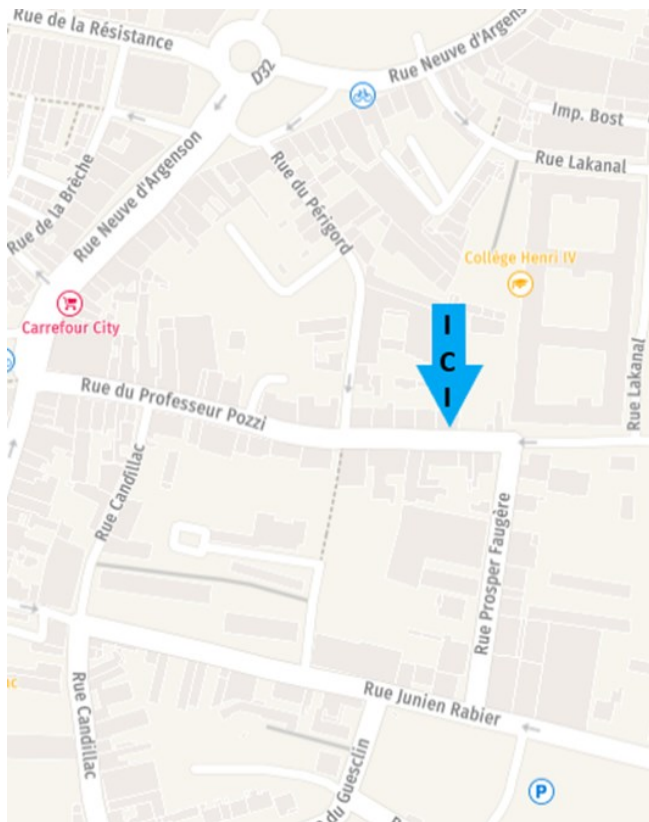 Rue de la Résistance
D32
Rue Neuve d'Argenson
Imp. Bost
Rue Lakanal
Rue de la Brèche
Rue Neuve d'Argenson
Rue du Périgord
Collège Henri IV
Carrefour City
I
C
I
Rue du Professeur Pozzi
Rue Lakanal
Rue Candillac
Rue Prosper Faugère
Rue Junien Rabier
Rue Candillac
du Guesclin
P